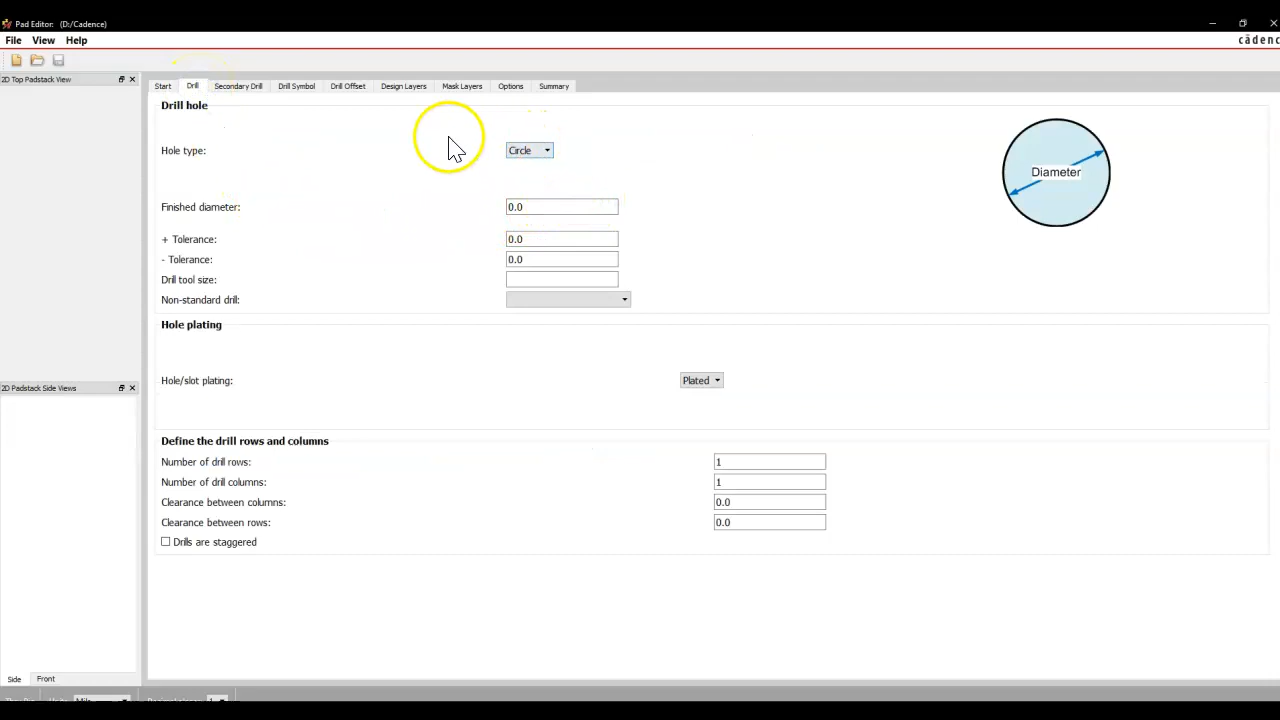 Pad Editor: (D:/Cadence)
File View Help
cādenc
2D Top Padstack View
Start Drill Secondary Drill Drill Symbol Drill Offset Design Layers Mask Layers Options Summary
Drill hole
Hole type: Circle
Diameter
Finished diameter: 0.0
+ Tolerance: 0.0
- Tolerance: 0.0
Drill tool size:
Non-standard drill:
Hole plating
Hole/slot plating: Plated
2D Padstack Side Views
Define the drill rows and columns
Number of drill rows: 1
Number of drill columns: 1
Clearance between columns: 0.0
Clearance between rows: 0.0
Drills are staggered
Side Front